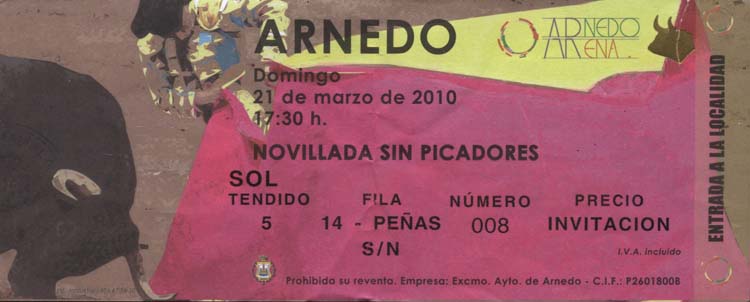 ARNEDO
ARNEDO
ARENA
Domingo
21 de marzo de 2010
17:30 h.
NOVILLADA SIN PICADORES
SOL
TENDIDO FILA NÚMERO PRECIO
5 14 - PEÑAS 008 INVITACION
S/N
I.V.A. incluido
Prohibida su reventa. Empresa: Excmo. Ayto. de Arnedo - C.I.F.: P2601800B
ENTRADA A LA LOCALIDAD